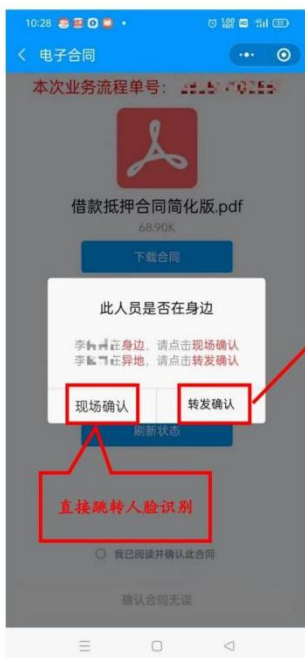 10:28
电子合同
本次业务流程单号：
借款抵押合同简化版.pdf
68.90K
下载合同
此人员是否在身边
李 在身边，请点击现场确认
李 在异地，请点击转发确认
现场确认
转发确认
刷新状态
直接跳转人脸识别
我已阅读并确认此合同
确认合同无误